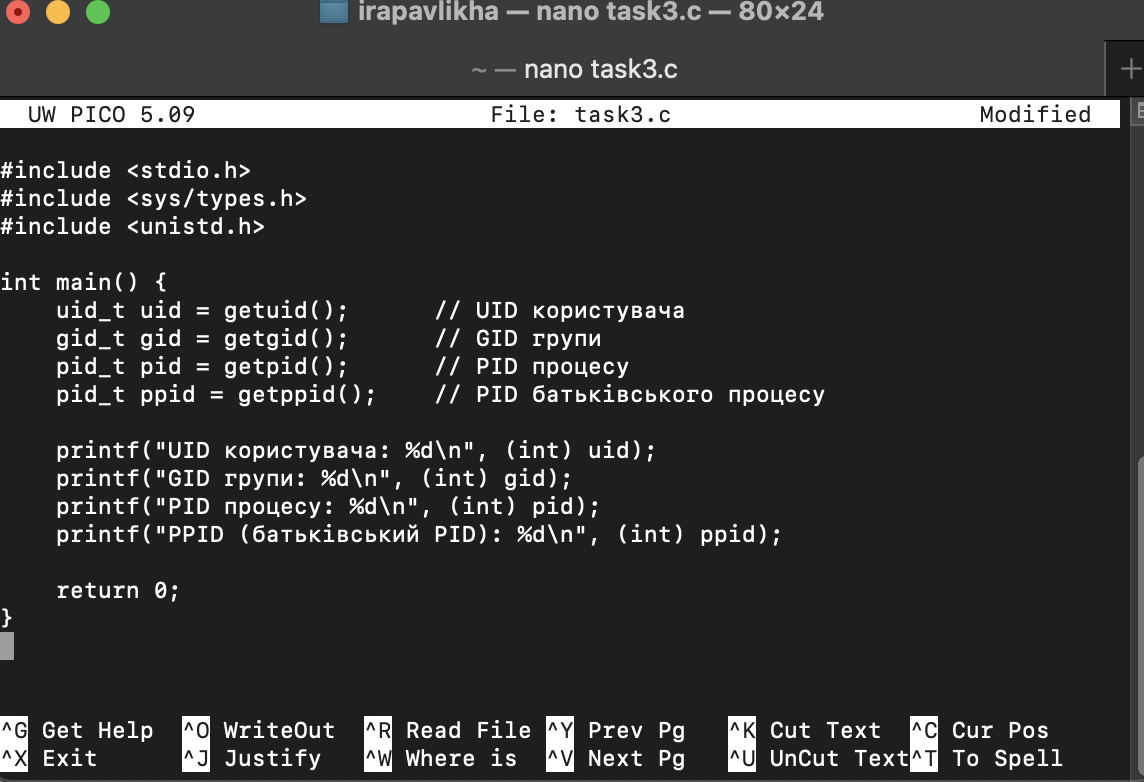 irapavlikha — nano task3.c — 80×24
~ — nano task3.c
UW PICO 5.09 File: task3.c Modified
#include <stdio.h>
#include <sys/types.h>
#include <unistd.h>
int main() {
    uid_t uid = getuid();      // UID користувача
    gid_t gid = getgid();      // GID групи
    pid_t pid = getpid();      // PID процесу
    pid_t ppid = getppid();    // PID батьківського процесу
    printf("UID користувача: %d\n", (int) uid);
    printf("GID групи: %d\n", (int) gid);
    printf("PID процесу: %d\n", (int) pid);
    printf("PPID (батьківський PID): %d\n", (int) ppid);
    return 0;
}
^G Get Help ^O WriteOut ^R Read File ^Y Prev Pg ^K Cut Text ^C Cur Pos
^X Exit ^J Justify ^W Where is ^V Next Pg ^U UnCut Text ^T To Spell